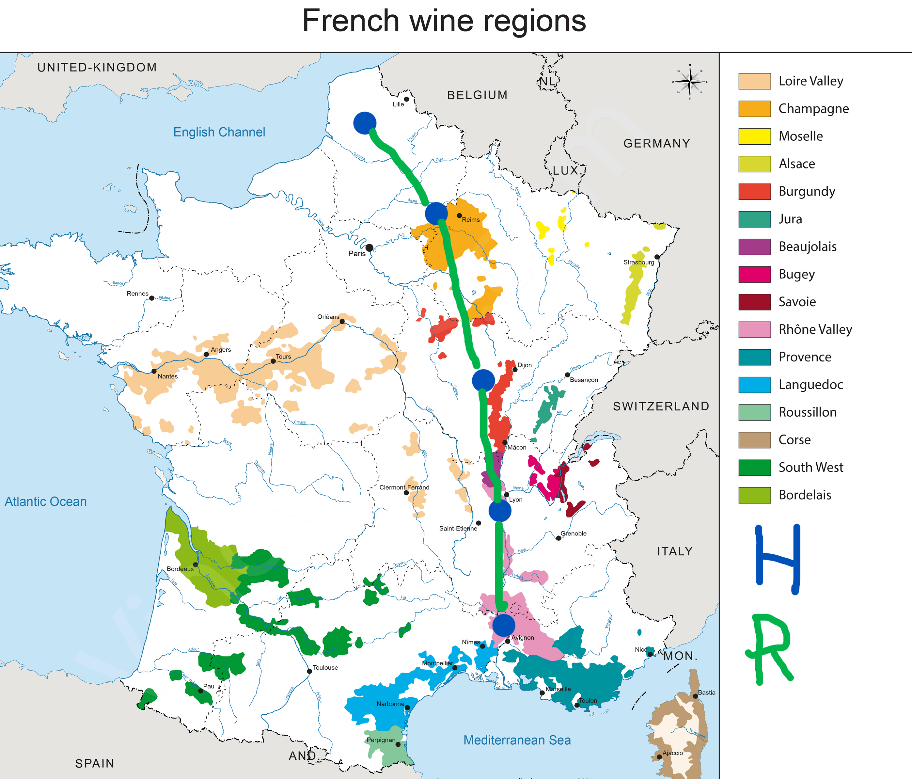 French wine regions
UNITED-KINGDOM
NL.
BELGIUM
Lille
English Channel
GERMANY
LUX.
Reims
Paris
Strasbourg
Rennes
Orléans
Angers
Tours
Nantes
Dijon
Besançon
SWITZERLAND
Mâcon
Clermont Ferrand
Lyon
Atlantic Ocean
Saint-Etienne
Grenoble
ITALY
Bordeaux
Avignon
Nîmes
Nice
MON.
Montpellier
Toulouse
Pau
Marseille
Toulon
Bastia
Narbonne
Perpignan
Mediterranean Sea
Ajaccio
SPAIN
AND.
Loire Valley
Champagne
Moselle
Alsace
Burgundy
Jura
Beaujolais
Bugey
Savoie
Rhône Valley
Provence
Languedoc
Roussillon
Corse
South West
Bordelais
H
R